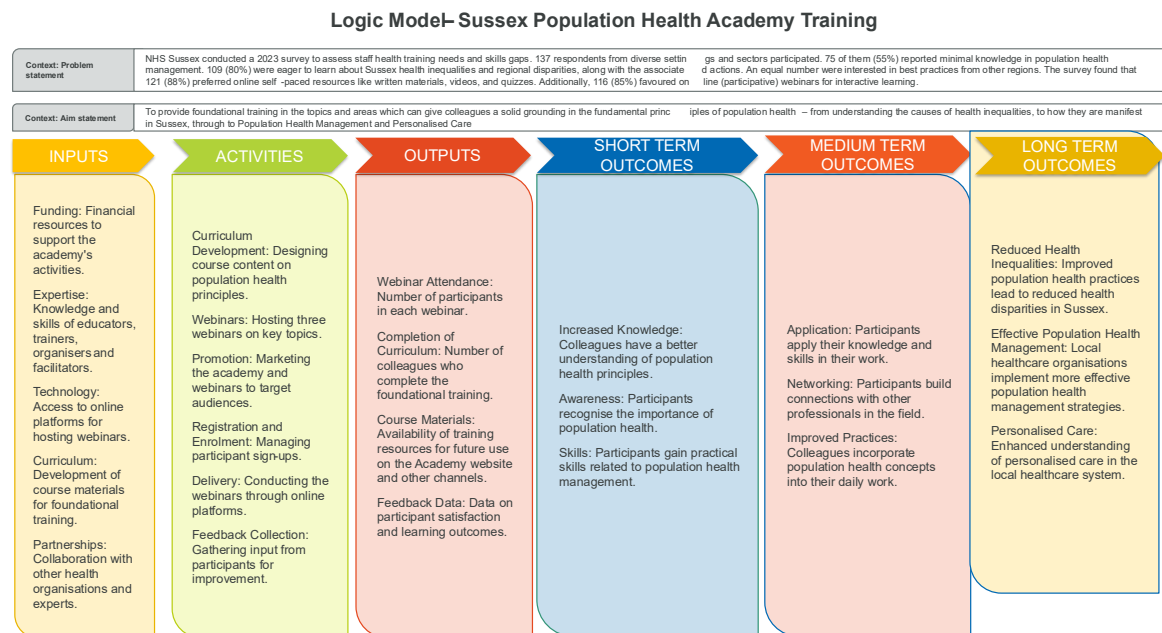 Logic Model– Sussex Population Health Academy Training
Context: Problem
statement
NHS Sussex conducted a 2023 survey to assess staff health training needs and skills gaps. 137 respondents from diverse settin gs and sectors participated. 75 of them (55%) reported minimal knowledge in population health
management. 109 (80%) were eager to learn about Sussex health inequalities and regional disparities, along with the associate d actions. An equal number were interested in best practices from other regions. The survey found that
121 (88%) preferred online self -paced resources like written materials, videos, and quizzes. Additionally, 116 (85%) favoured on line (participative) webinars for interactive learning.
Context: Aim statement
To provide foundational training in the topics and areas which can give colleagues a solid grounding in the fundamental princ iples of population health – from understanding the causes of health inequalities, to how they are manifest
in Sussex, through to Population Health Management and Personalised Care
INPUTS
Funding: Financial
resources to
support the
academy's
activities.
Expertise:
Knowledge and
skills of educators,
trainers,
organisers and
facilitators.
Technology:
Access to online
platforms for
hosting webinars.
Curriculum:
Development of
course materials
for foundational
training.
Partnerships:
Collaboration with
other health
organisations and
experts.
ACTIVITIES
Curriculum
Development: Designing
course content on
population health
principles.
Webinars: Hosting three
webinars on key topics.
Promotion: Marketing
the academy and
webinars to target
audiences.
Registration and
Enrolment: Managing
participant sign-ups.
Delivery: Conducting the
webinars through online
platforms.
Feedback Collection:
Gathering input from
participants for
improvement.
OUTPUTS
Webinar Attendance:
Number of participants
in each webinar.
Completion of
Curriculum: Number of
colleagues who
complete the
foundational training.
Course Materials:
Availability of training
resources for future use
on the Academy website
and other channels.
Feedback Data: Data on
participant satisfaction
and learning outcomes.
SHORT TERM
OUTCOMES
Increased Knowledge:
Colleagues have a better
understanding of population
health principles.
Awareness: Participants
recognise the importance of
population health.
Skills: Participants gain practical
skills related to population health
management.
MEDIUM TERM
OUTCOMES
Application: Participants
apply their knowledge and
skills in their work.
Networking: Participants build
connections with other
professionals in the field.
Improved Practices:
Colleagues incorporate
population health concepts
into their daily work.
LONG TERM
OUTCOMES
Reduced Health
Inequalities: Improved
population health practices
lead to reduced health
disparities in Sussex.
Effective Population Health
Management: Local
healthcare organisations
implement more effective
population health
management strategies.
Personalised Care:
Enhanced understanding
of personalised care in the
local healthcare system.